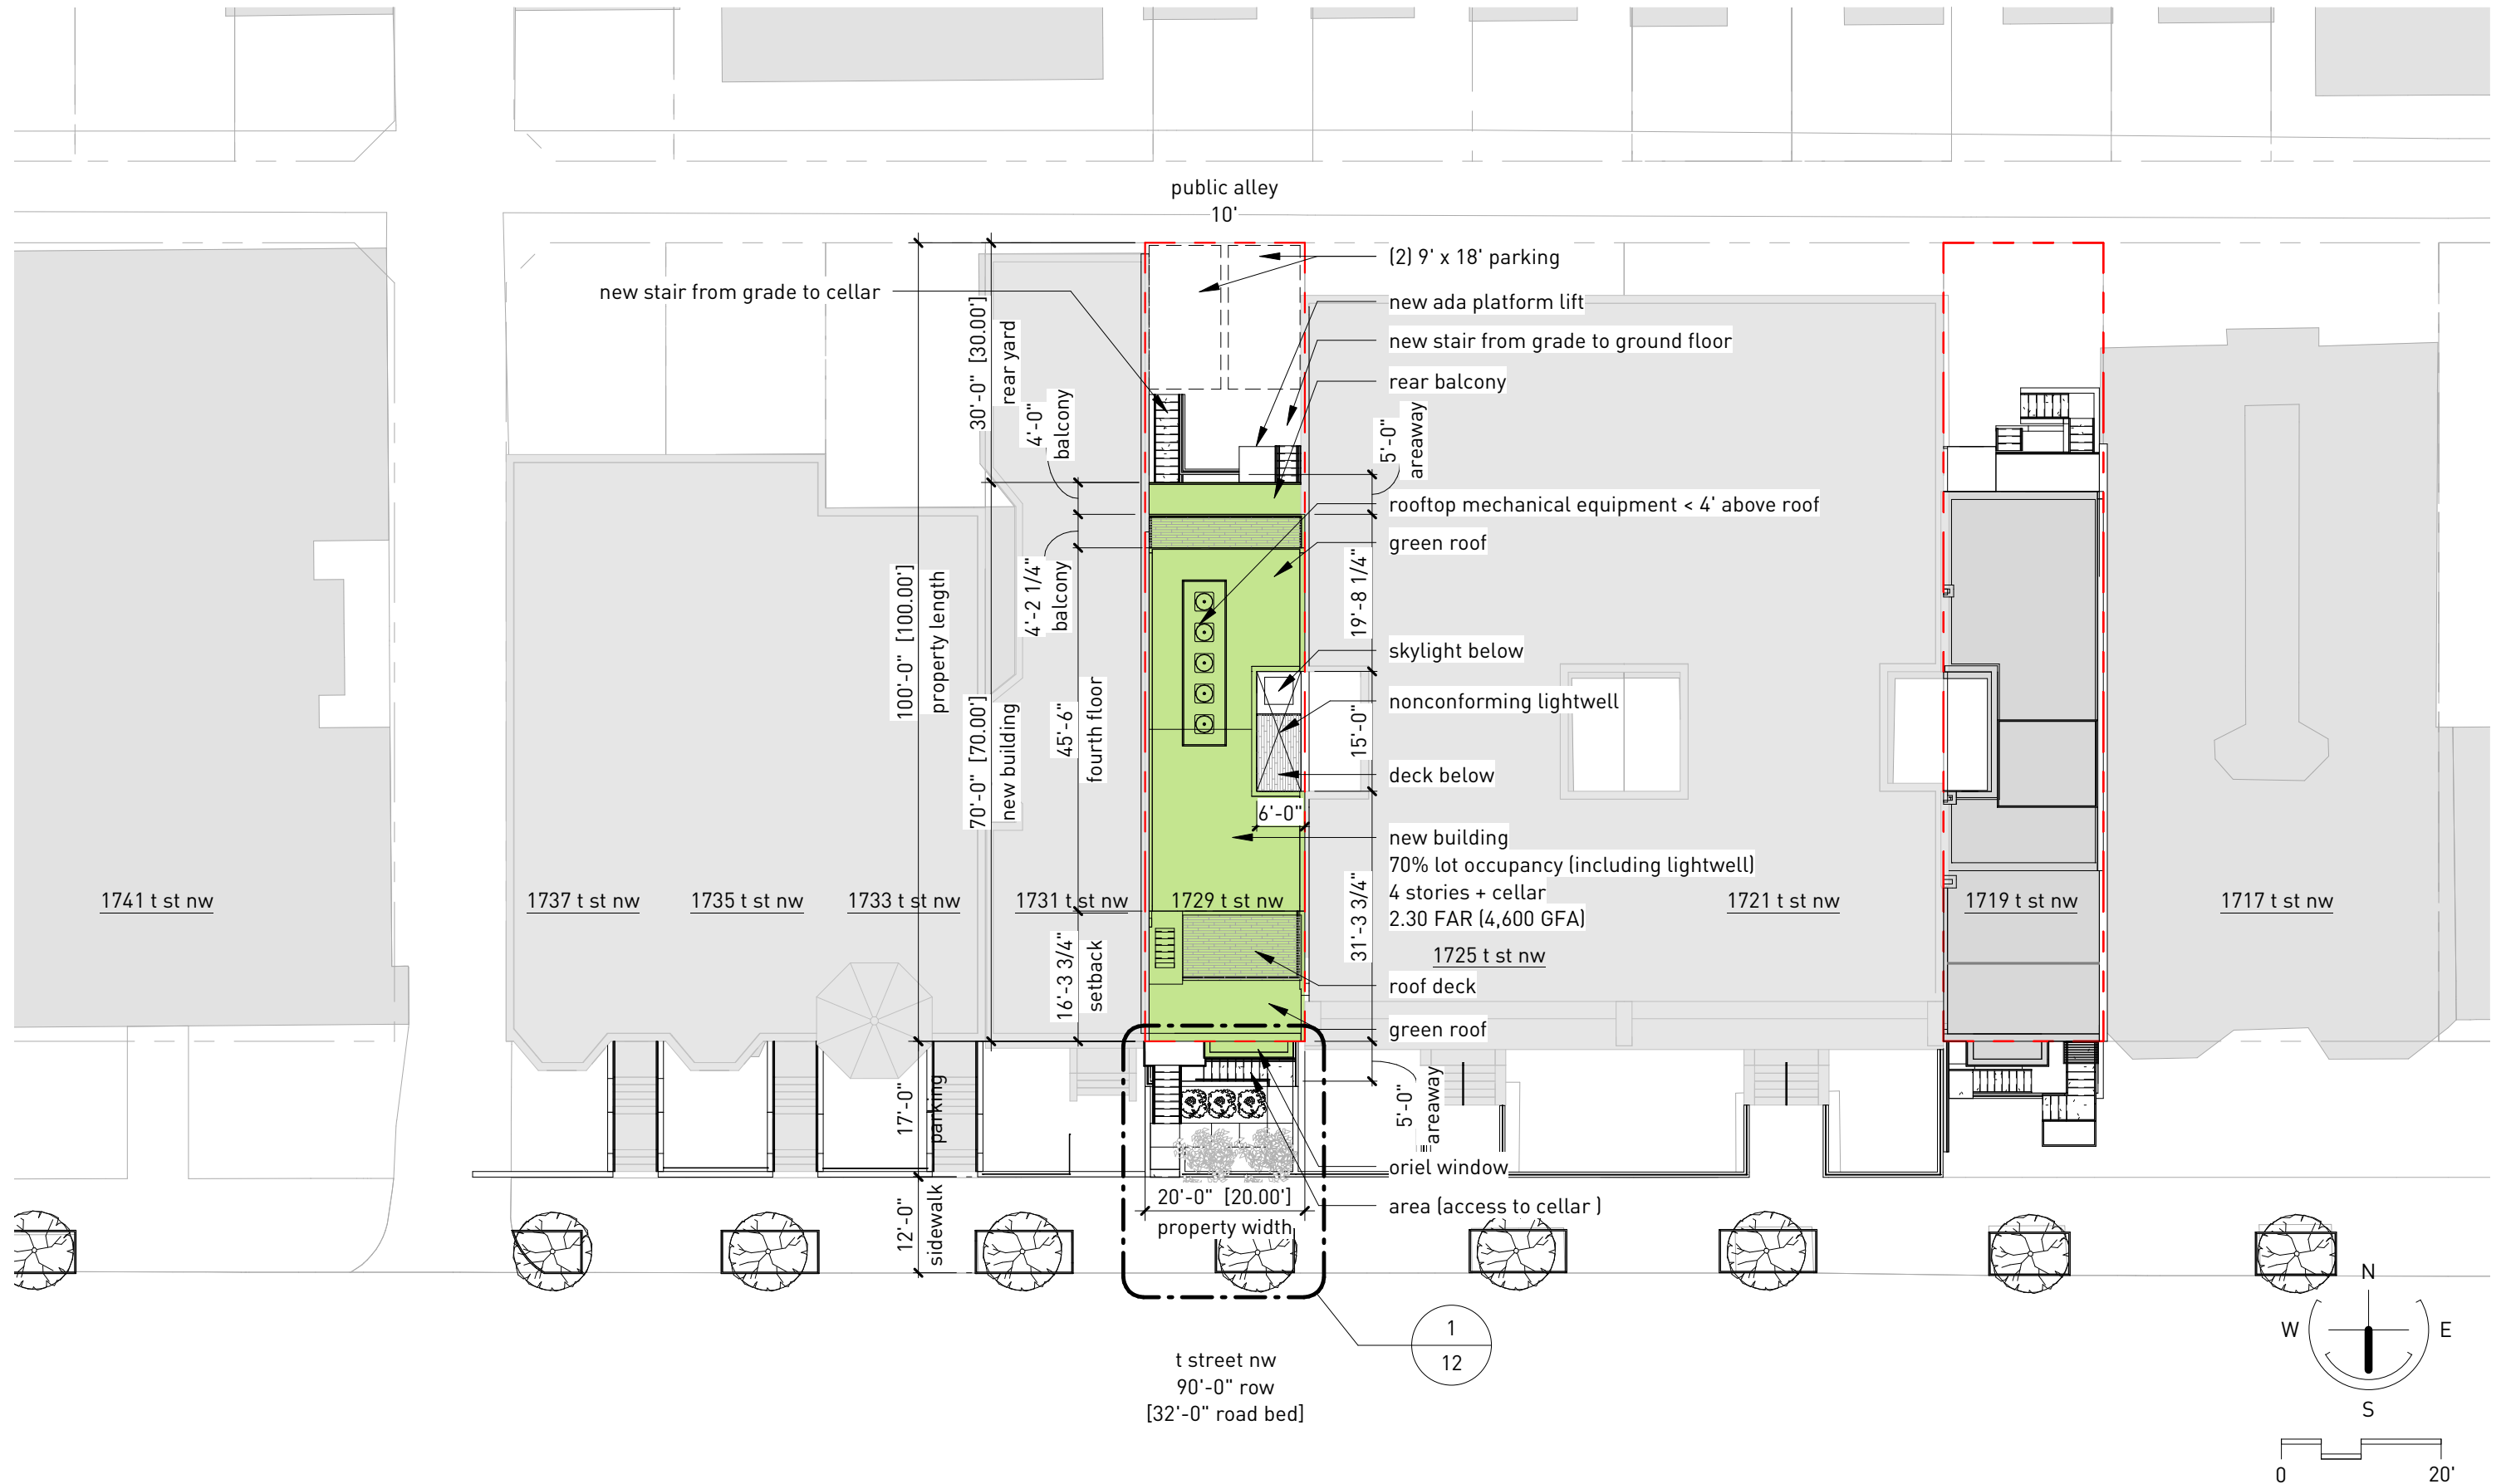 public alley
10'
(2) 9' x 18' parking
new stair from grade to cellar
new ada platform lift
new stair from grade to ground floor
rear balcony
30'-0" [30.00']
rear yard
4'-0"
balcony
5'-0"
areaway
rooftop mechanical equipment < 4' above roof
green roof
4'-2 1/4"
balcony
19'-8 1/4"
100'-0" [100.00']
property length
skylight below
nonconforming lightwell
70'-0" [70.00']
new building
45'-6"
fourth floor
15'-0"
deck below
6'-0"
new building
70% lot occupancy (including lightwell)
4 stories + cellar
2.30 FAR (4,600 GFA)
31'-3 3/4"
1741 t st nw
1737 t st nw
1735 t st nw
1733 t st nw
1731 t st nw
1729 t st nw
1721 t st nw
1719 t st nw
1717 t st nw
1725 t st nw
16'-3 3/4"
setback
roof deck
green roof
17'-0"
parking
5'-0"
areaway
oriel window
area (access to cellar )
20'-0" [20.00']
property width
12'-0"
sidewalk
1
12
t street nw
90'-0" row
[32'-0" road bed]
N
W
E
S
0
20'